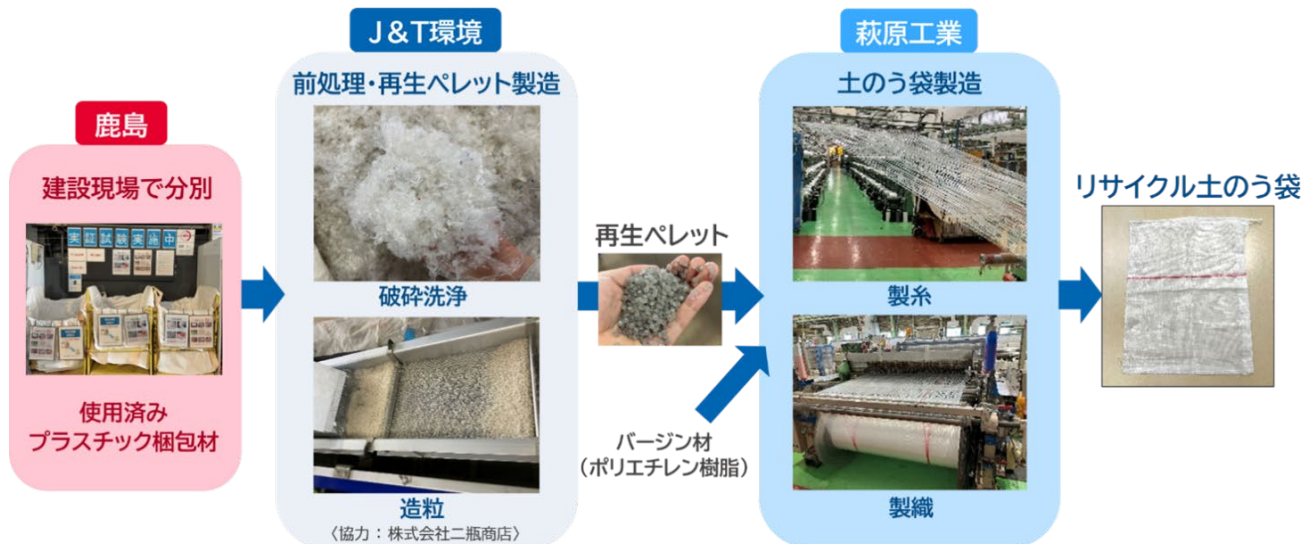 鹿島
建設現場で分別
実証試験実施中
使用済み
プラスチック梱包材
J&T環境
前処理・再生ペレット製造
破砕洗浄
造粒
〈協力:株式会社二瓶商店〉
再生ペレット
バージン材
(ポリエチレン樹脂)
萩原工業
土のう袋製造
製糸
製織
リサイクル土のう袋